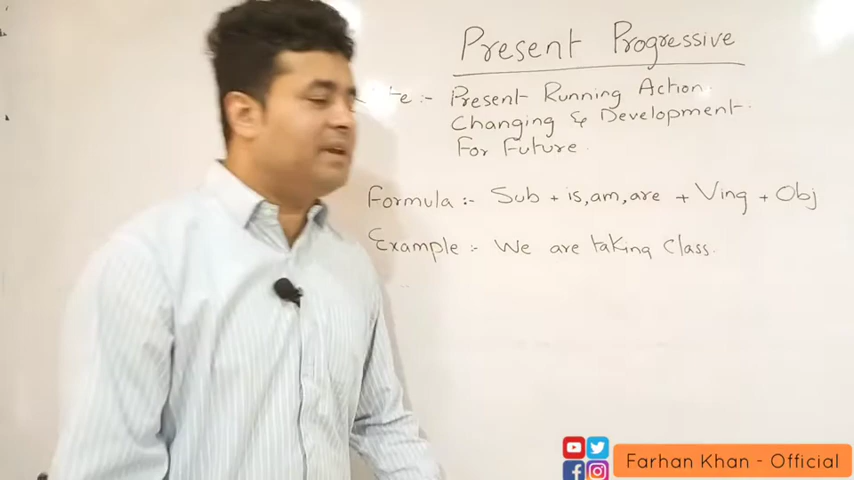 Present Progressive
Present Running Action.
Changing & Development.
For Future.
Formula :- Sub + is,am,are + Ving + Obj
Example :- We are taking Class.
Farhan Khan - Official